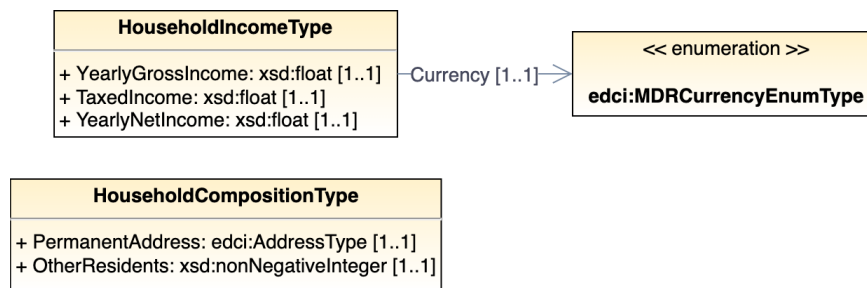 HouseholdIncomeType
+ YearlyGrossIncome: xsd:float [1..1]
+ TaxedIncome: xsd:float [1..1]
+ YearlyNetIncome: xsd:float [1..1]
Currency [1..1]
<< enumeration >>
edci:MDRCurrencyEnumType
HouseholdCompositionType
+ PermanentAddress: edci:AddressType [1..1]
+ OtherResidents: xsd:nonNegativeInteger [1..1]